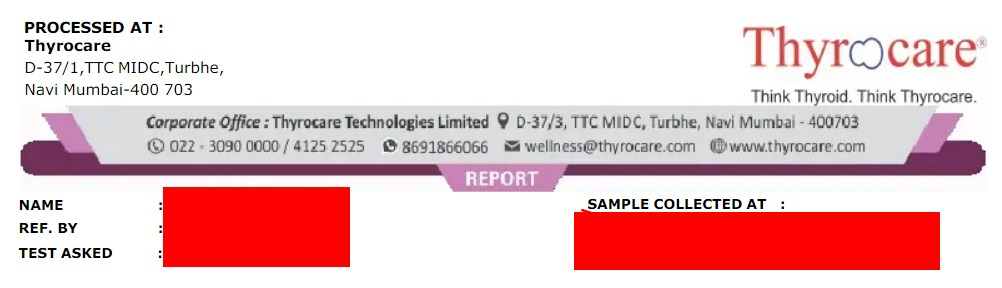 PROCESSED AT :
Thyrocare
D-37/1,TTC MIDC,Turbhe,
Navi Mumbai-400 703
Thyrocare®
Think Thyroid. Think Thyrocare.
Corporate Office : Thyrocare Technologies Limited D-37/3, TTC MIDC, Turbhe, Navi Mumbai - 400703
022 - 3090 0000 / 4125 2525 8691866066 wellness@thyrocare.com www.thyrocare.com
REPORT
NAME :
REF. BY :
TEST ASKED :
SAMPLE COLLECTED AT :